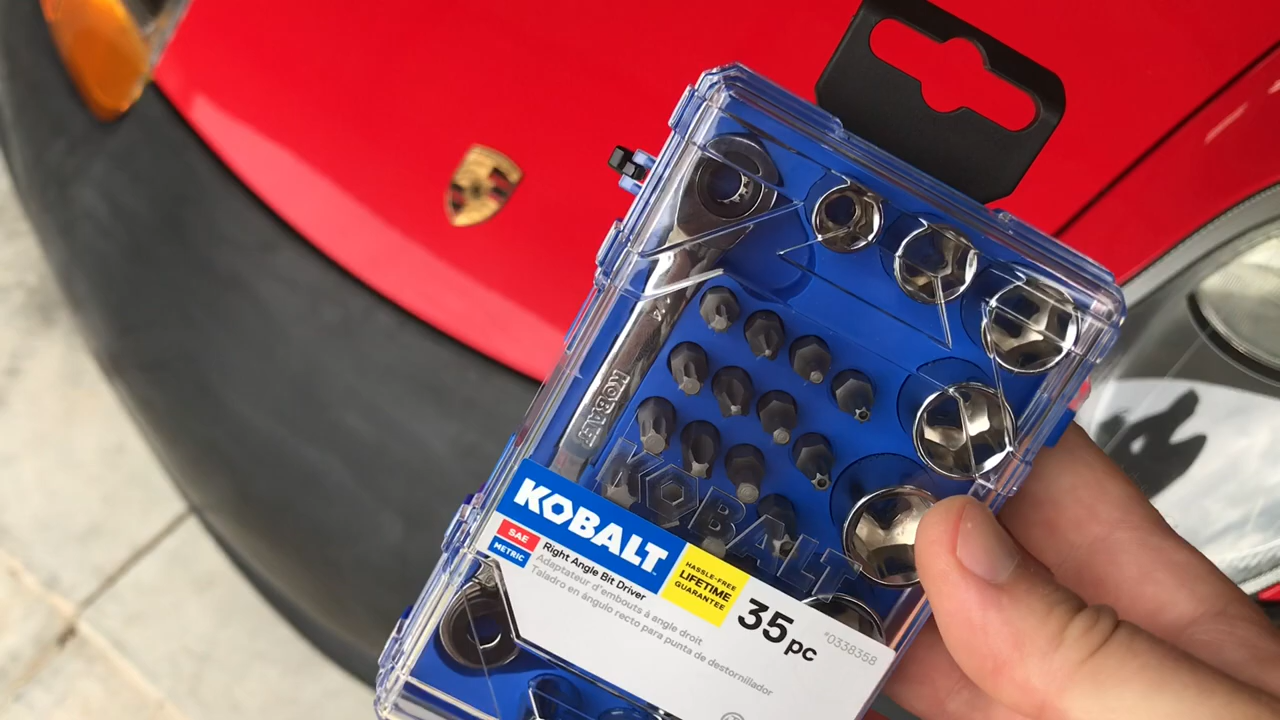 KOBALT
KOBALT
KOBALT
SAE
METRIC
Right Angle Bit Driver
Adaptateur d'embouts à angle droit
Taladro en ángulo recto para punta de destornillador
HASSLE-FREE
LIFETIME
GUARANTEE
35pc
#0338358